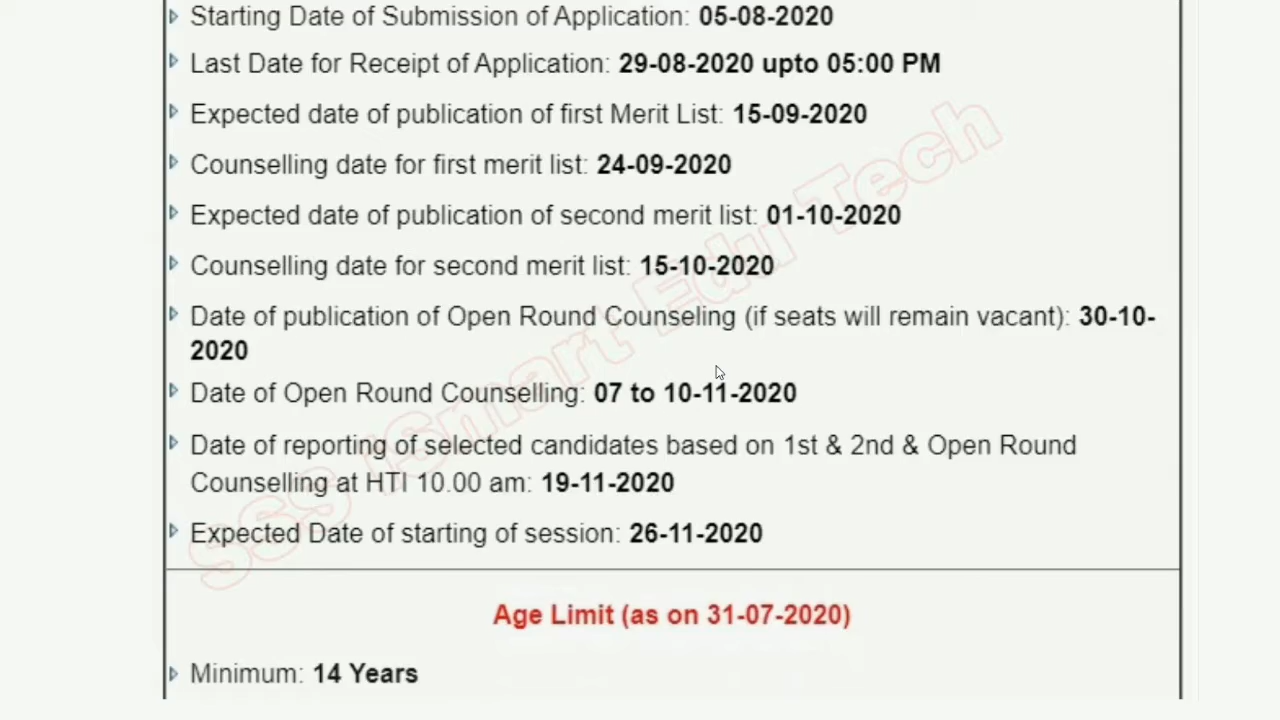 Starting Date of Submission of Application: 05-08-2020
Last Date for Receipt of Application: 29-08-2020 upto 05:00 PM
Expected date of publication of first Merit List: 15-09-2020
Counselling date for first merit list: 24-09-2020
Expected date of publication of second merit list: 01-10-2020
Counselling date for second merit list: 15-10-2020
Date of publication of Open Round Counseling (if seats will remain vacant): 30-10-
2020
Date of Open Round Counselling: 07 to 10-11-2020
Date of reporting of selected candidates based on 1st & 2nd & Open Round
Counselling at HTI 10.00 am: 19-11-2020
Expected Date of starting of session: 26-11-2020
Age Limit (as on 31-07-2020)
Minimum: 14 Years
SSS iSmart Edu Tech